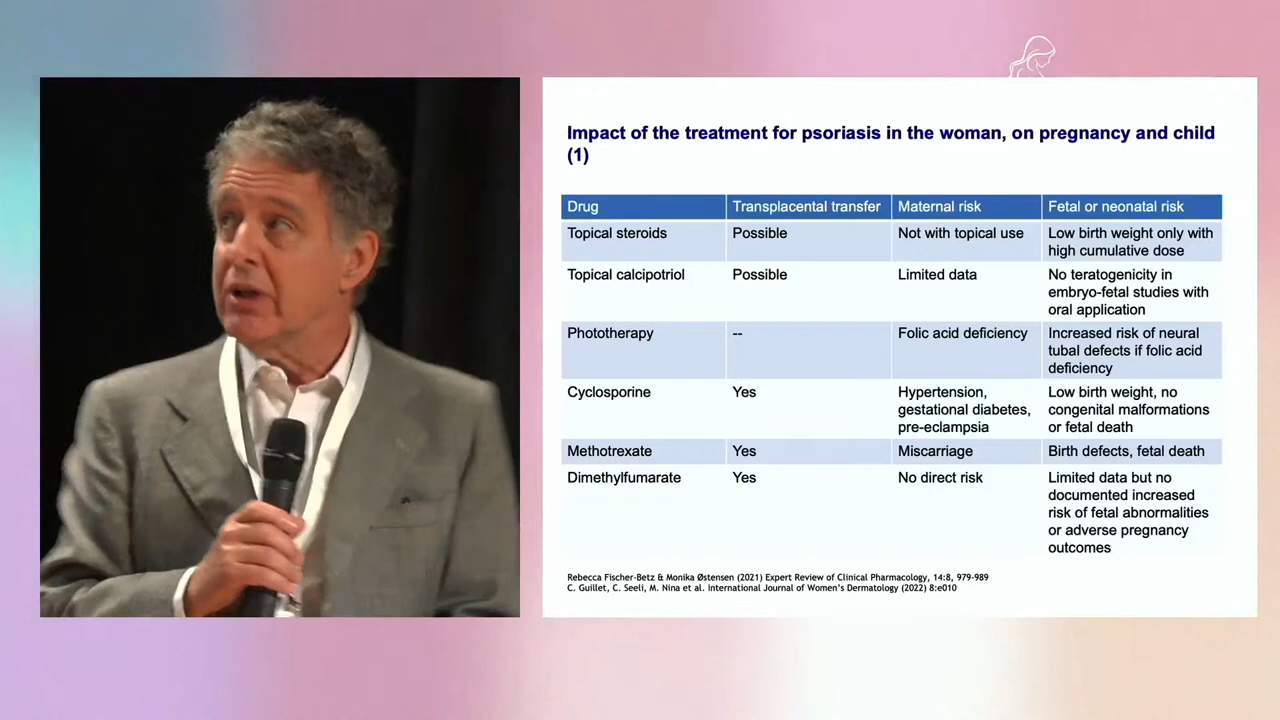 Impact of the treatment for psoriasis in the woman, on pregnancy and child
(1)
Drug Transplacental transfer Maternal risk Fetal or neonatal risk
Topical steroids Possible Not with topical use Low birth weight only with
high cumulative dose
Topical calcipotriol Possible Limited data No teratogenicity in
embryo-fetal studies with
oral application
Phototherapy -- Folic acid deficiency Increased risk of neural
tubal defects if folic acid
deficiency
Cyclosporine Yes Hypertension, Low birth weight, no
gestational diabetes, congenital malformations
pre-eclampsia or fetal death
Methotrexate Yes Miscarriage Birth defects, fetal death
Dimethylfumarate Yes No direct risk Limited data but no
documented increased
risk of fetal abnormalities
or adverse pregnancy
outcomes
Rebecca Fischer-Betz & Monika Østensen (2021) Expert Review of Clinical Pharmacology, 14:8, 979-989
C. Guillet, C. Seeli, M. Nina et al. International Journal of Women's Dermatology (2022) 8:e010